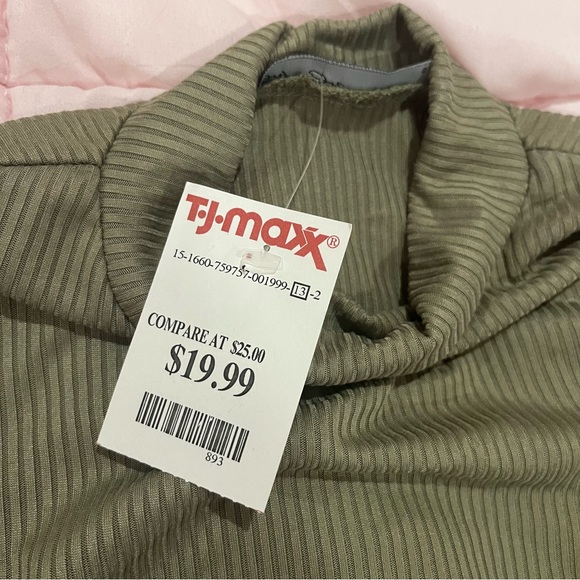 T·J·maxx®
15-1660-759757-001999-13-2
COMPARE AT $25.00
$19.99
893